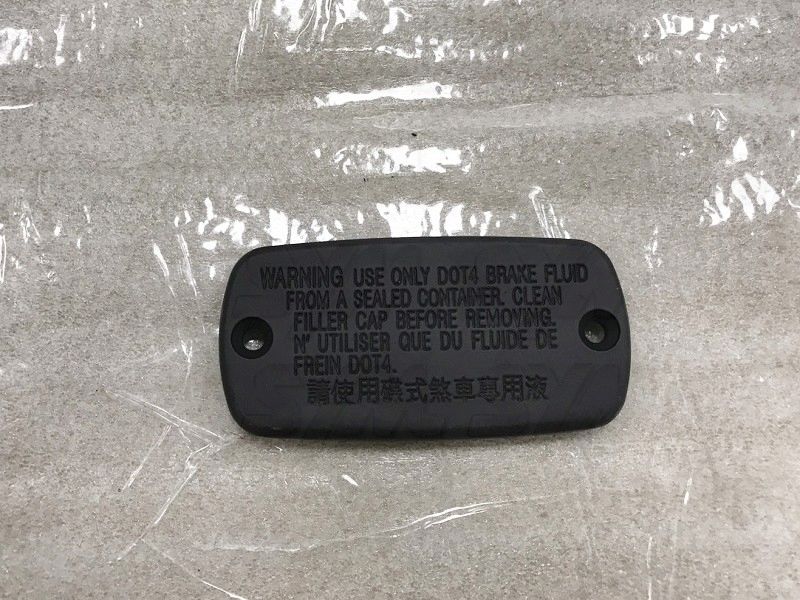 WARNING USE ONLY DOT4 BRAKE FLUID
FROM A SEALED CONTAINER. CLEAN
FILLER CAP BEFORE REMOVING.
N' UTILISER QUE DU FLUIDE DE
FREIN DOT4.
請使用碟式煞車專用液